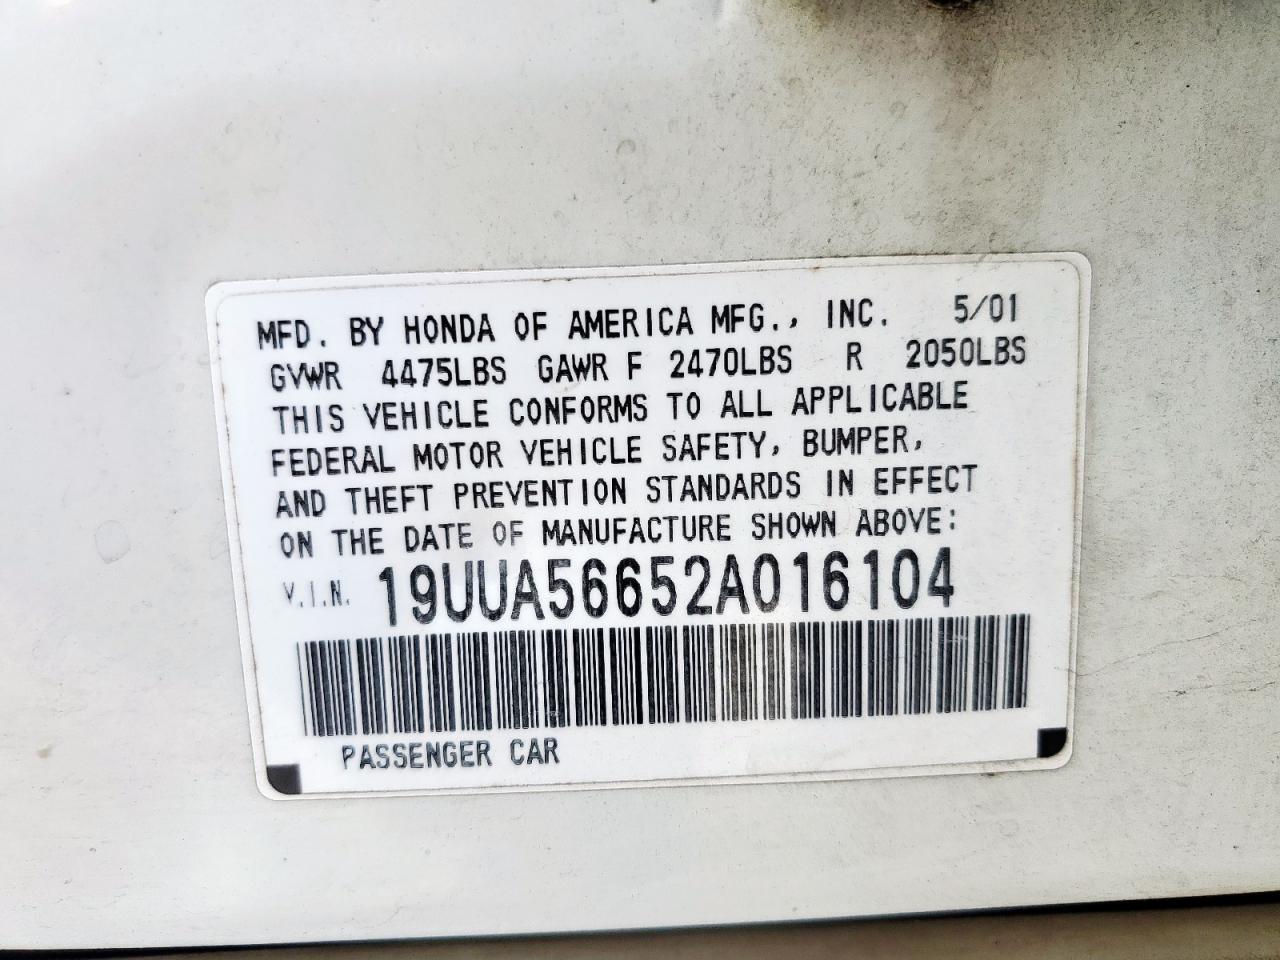 MFD. BY HONDA OF AMERICA MFG., INC. 5/01
GVWR 4475LBS GAWR F 2470LBS R 2050LBS
THIS VEHICLE CONFORMS TO ALL APPLICABLE
FEDERAL MOTOR VEHICLE SAFETY, BUMPER,
AND THEFT PREVENTION STANDARDS IN EFFECT
ON THE DATE OF MANUFACTURE SHOWN ABOVE:
V.I.N. 19UUA56652A016104
PASSENGER CAR